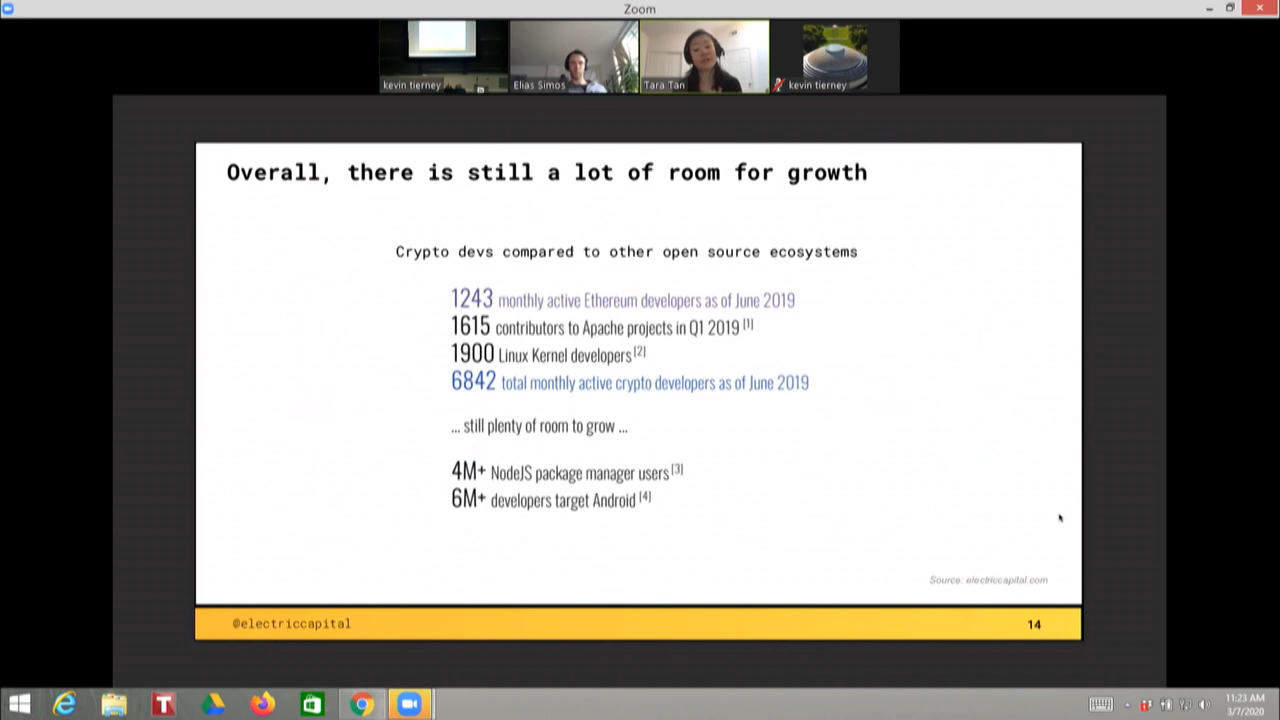 Zoom
kevin tierney
Elias Simos
Tara Tan
kevin tierney
Overall, there is still a lot of room for growth
Crypto devs compared to other open source ecosystems
1243 monthly active Ethereum developers as of June 2019
1615 contributors to Apache projects in Q1 2019 [1]
1900 Linux Kernel developers [2]
6842 total monthly active crypto developers as of June 2019
... still plenty of room to grow ...
4M+ NodeJS package manager users [3]
6M+ developers target Android [4]
Source: electriccapital.com
@electriccapital
14
11:23 AM
3/7/2020